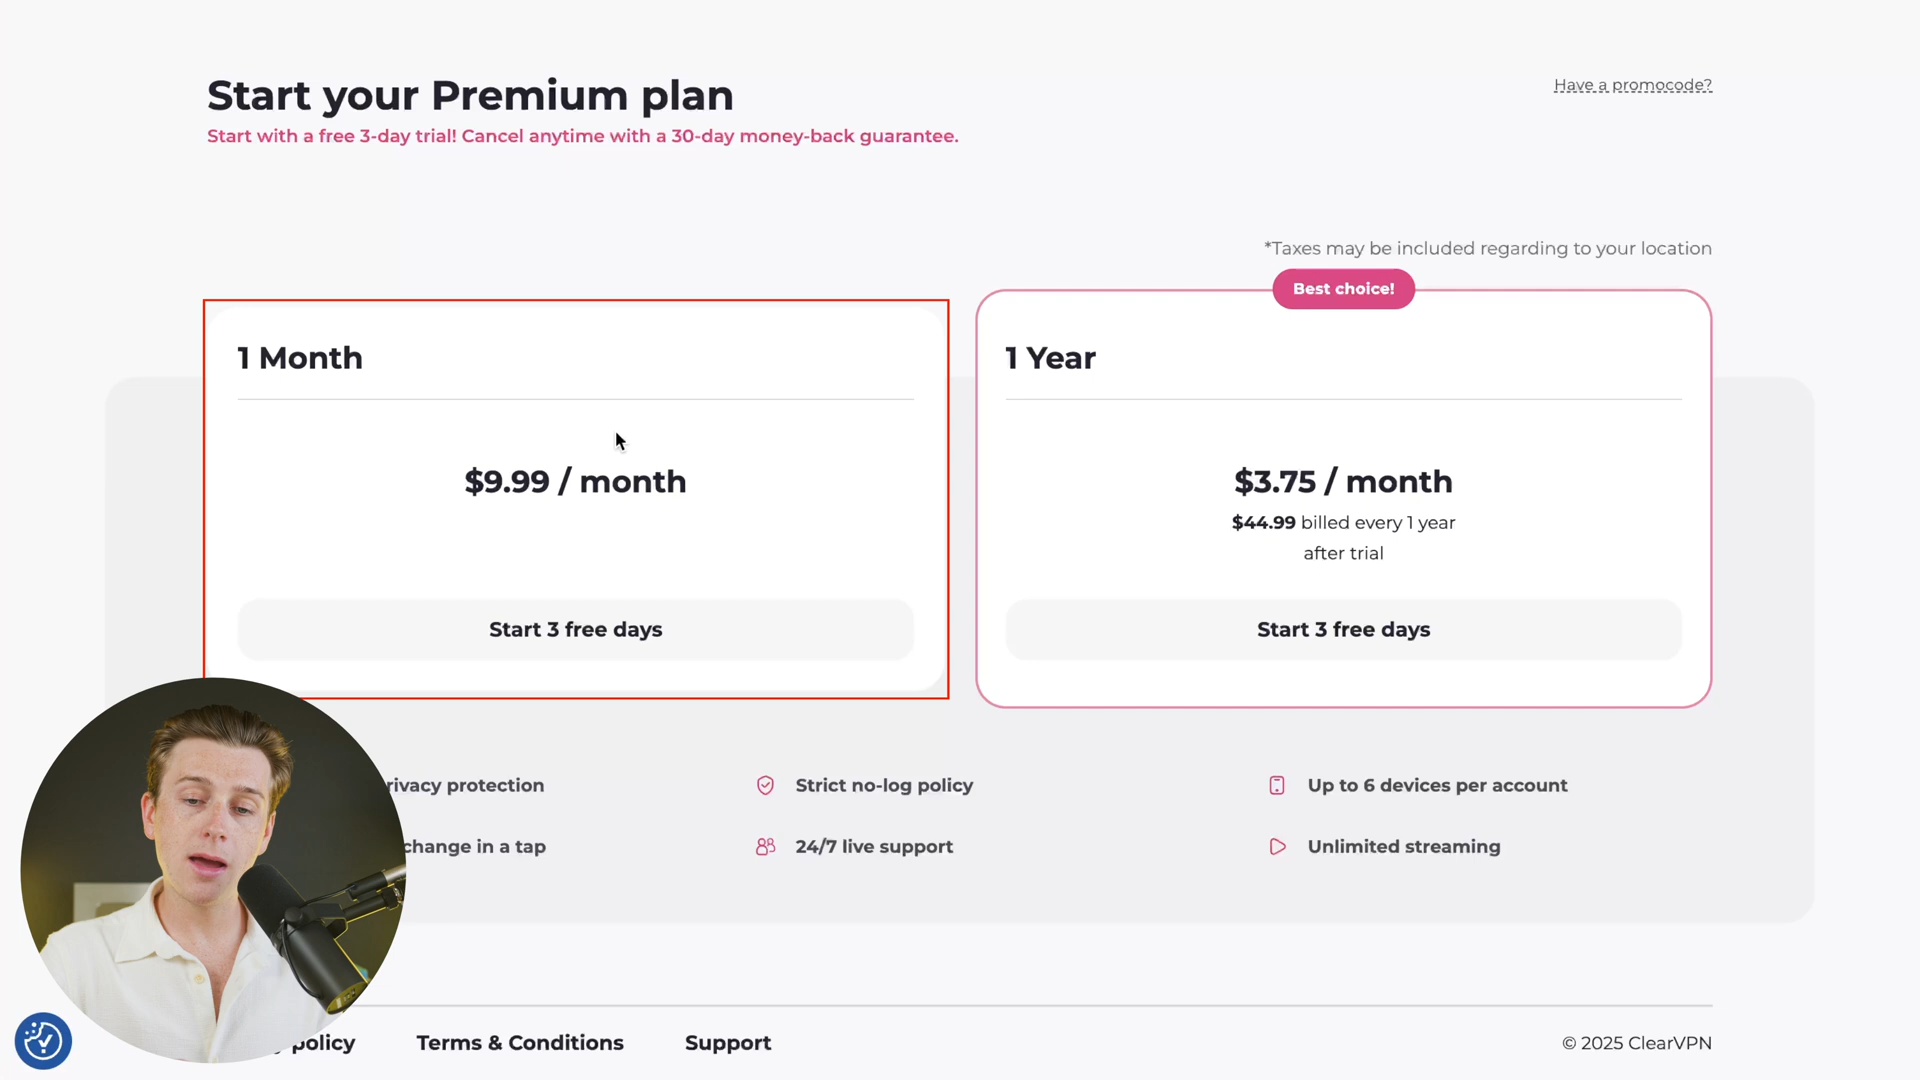 Start your Premium plan
Have a promocode?
Start with a free 3-day trial! Cancel anytime with a 30-day money-back guarantee.
*Taxes may be included regarding to your location
Best choice!
1 Month
$9.99 / month
Start 3 free days
1 Year
$3.75 / month
$44.99 billed every 1 year
after trial
Start 3 free days
rivacy protection
Strict no-log policy
Up to 6 devices per account
change in a tap
24/7 live support
Unlimited streaming
policy
Terms & Conditions
Support
© 2025 ClearVPN